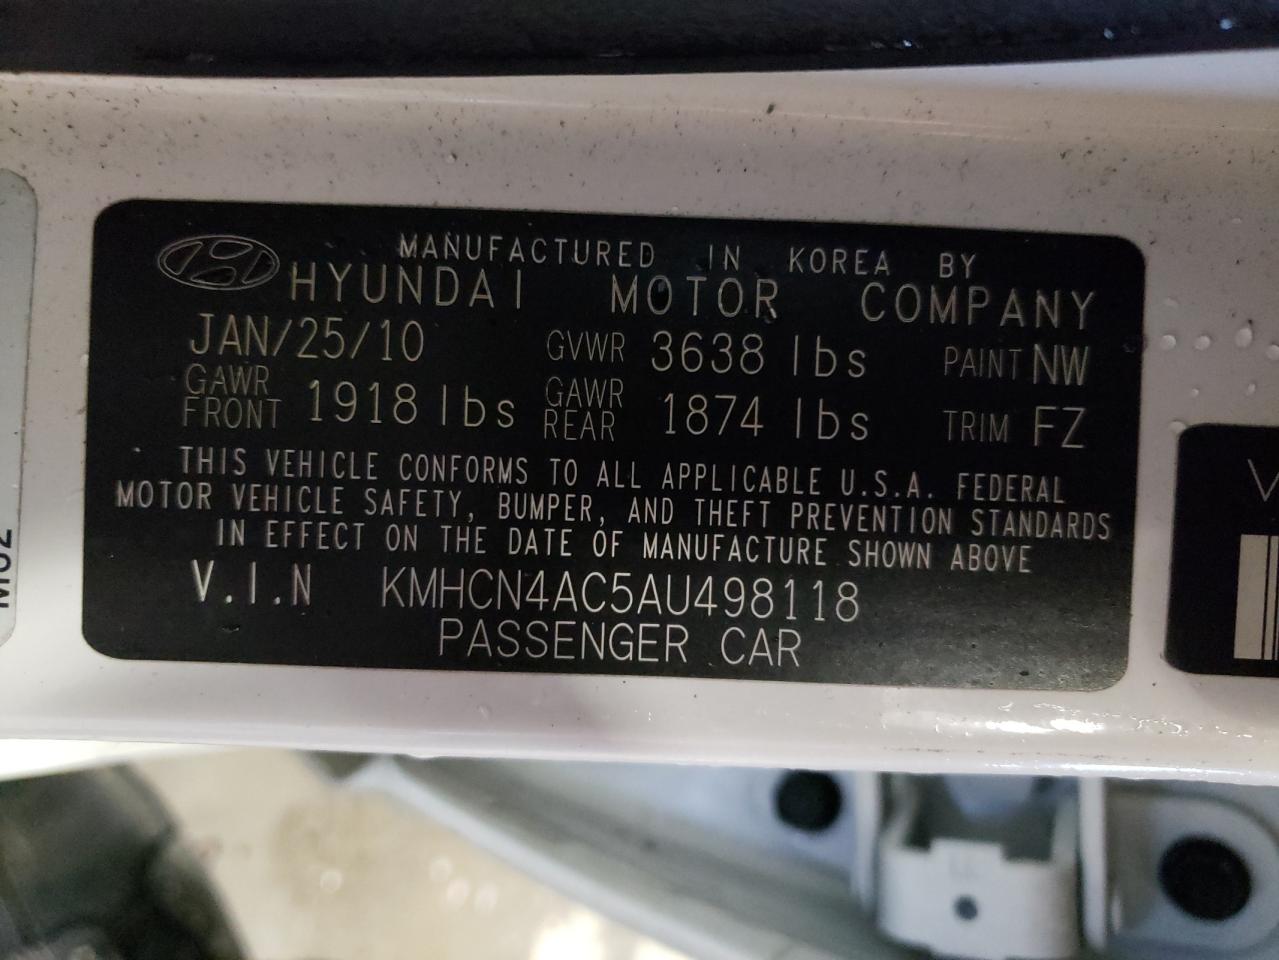 MANUFACTURED IN KOREA BY
HYUNDAI MOTOR COMPANY
JAN/25/10 GVWR 3638 lbs PAINT NW
GAWR FRONT 1918 lbs GAWR REAR 1874 lbs TRIM FZ
THIS VEHICLE CONFORMS TO ALL APPLICABLE U.S.A. FEDERAL
MOTOR VEHICLE SAFETY, BUMPER, AND THEFT PREVENTION STANDARDS
IN EFFECT ON THE DATE OF MANUFACTURE SHOWN ABOVE
V.I.N KMHCN4AC5AU498118
PASSENGER CAR